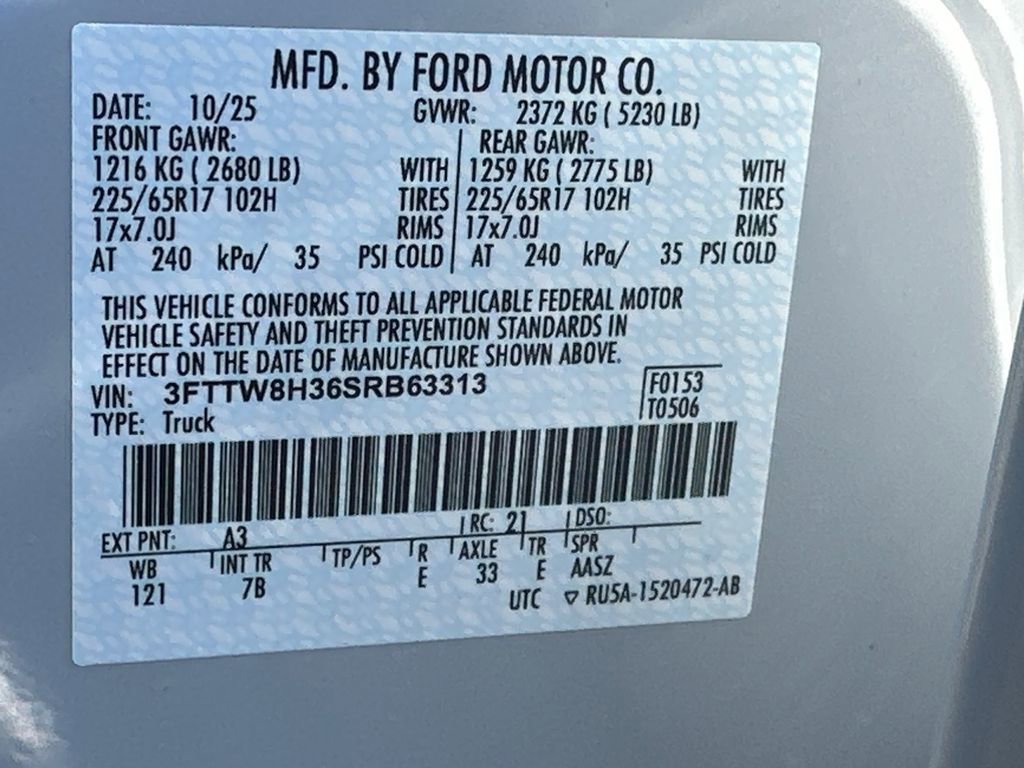 MFD. BY FORD MOTOR CO.
DATE: 10/25 GVWR: 2372 KG ( 5230 LB)
FRONT GAWR: REAR GAWR:
1216 KG ( 2680 LB) WITH 1259 KG ( 2775 LB) WITH
225/65R17 102H TIRES 225/65R17 102H TIRES
17x7.0J RIMS 17x7.0J RIMS
AT 240 kPa/ 35 PSI COLD AT 240 kPa/ 35 PSI COLD
THIS VEHICLE CONFORMS TO ALL APPLICABLE FEDERAL MOTOR
VEHICLE SAFETY AND THEFT PREVENTION STANDARDS IN
EFFECT ON THE DATE OF MANUFACTURE SHOWN ABOVE.
VIN: 3FTTW8H36SRB63313 F0153
TYPE: Truck T0506
EXT PNT: A3 RC: 21 DSO:
WB INT TR TP/PS R AXLE TR SPR
121 7B E 33 E AASZ
UTC ▽ RU5A-1520472-AB